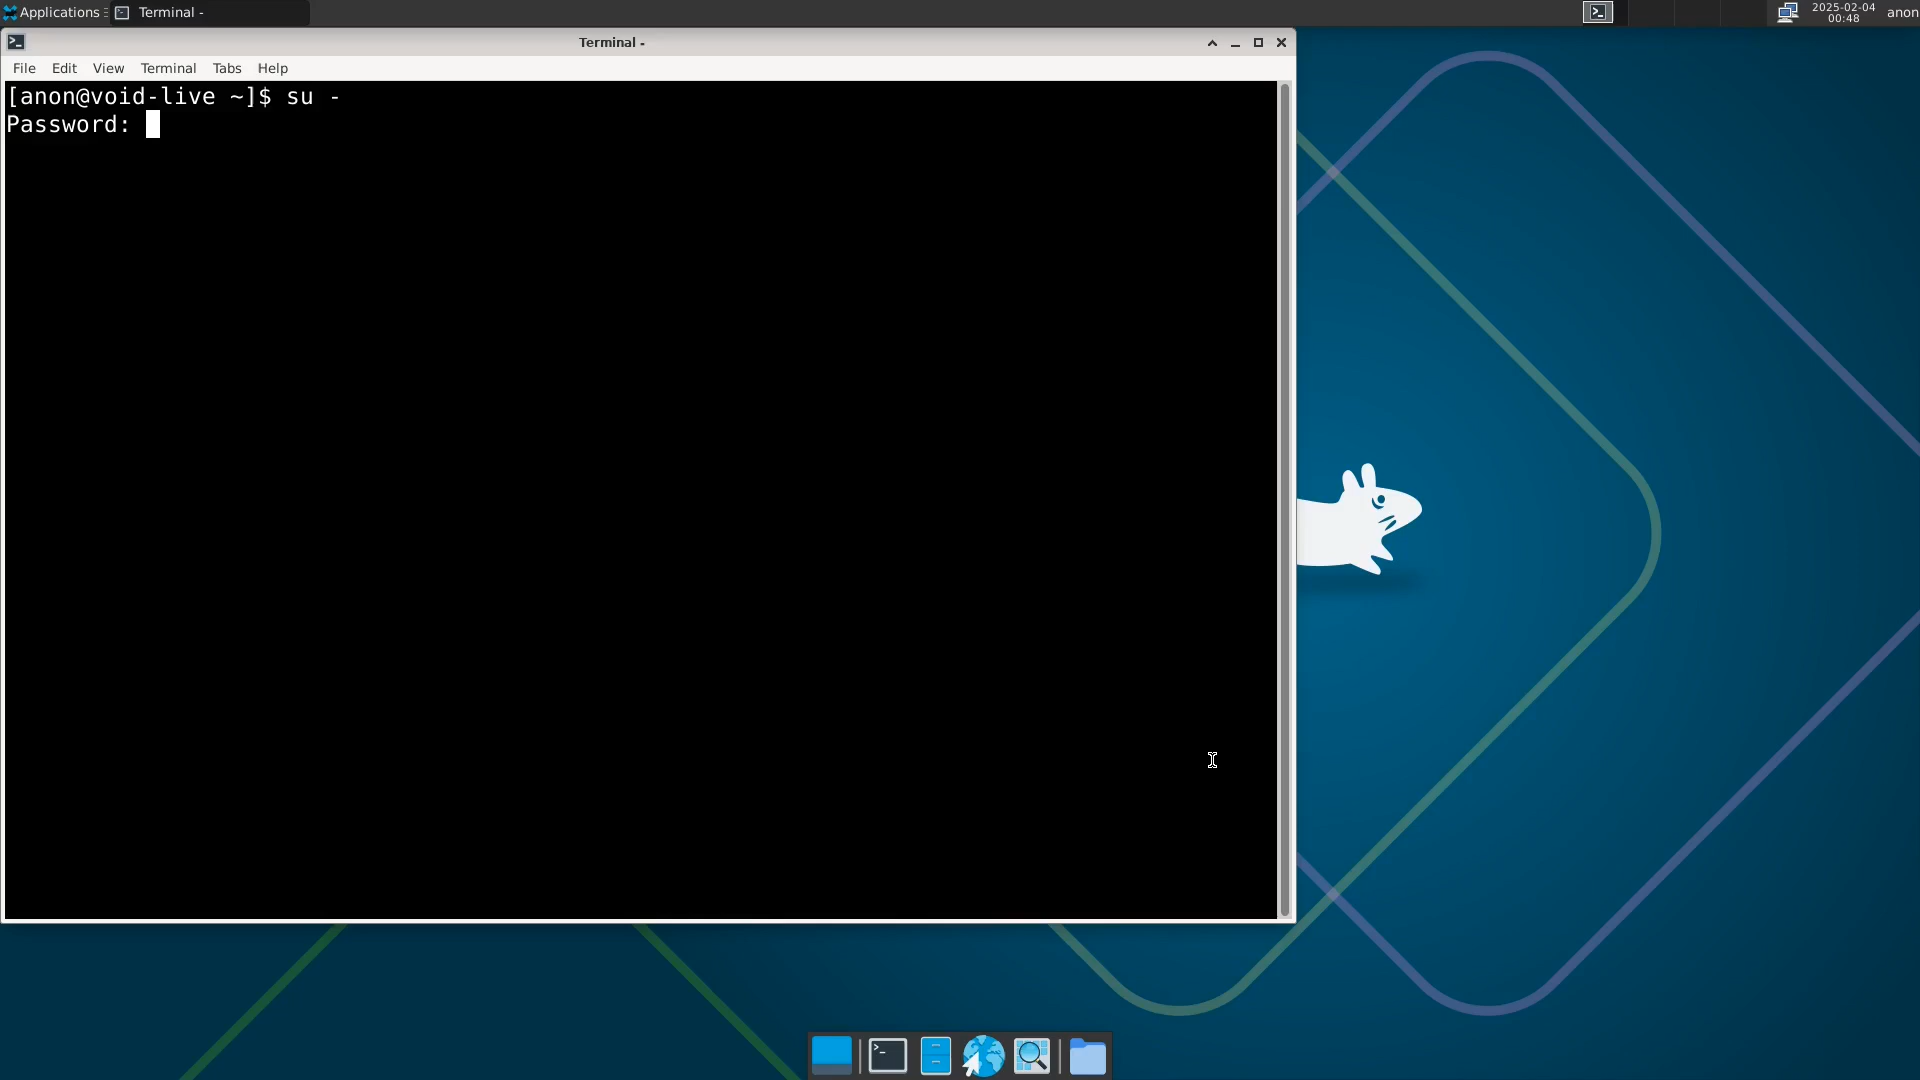 Applications
Terminal -
2025-02-04
00:48
anon
Terminal -
File Edit View Terminal Tabs Help
[anon@void-live ~]$ su -
Password: